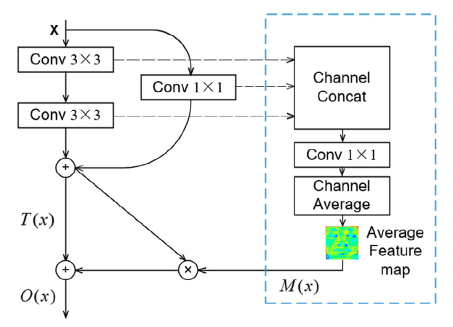 X
Conv 3×3
Conv 1×1
Conv 3×3
+
T(x)
+
×
O(x)
Channel
Concat
Conv 1×1
Channel
Average
Average
Feature
map
M(x)